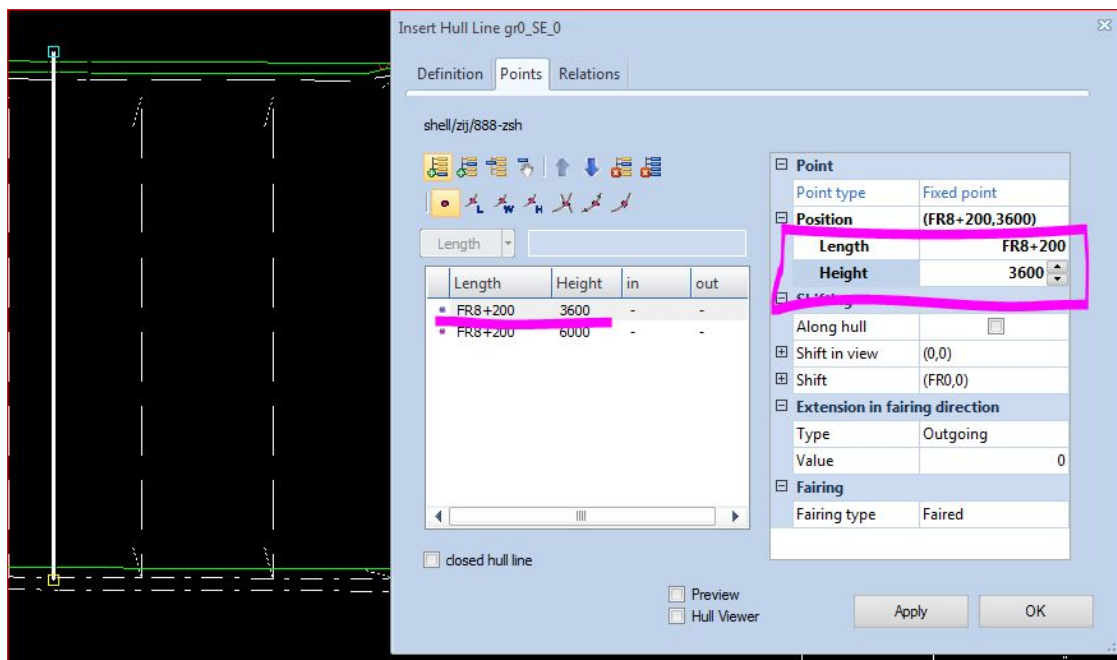 Insert Hull Line gr0_SE_0
Definition Points Relations
shell/zij/888-zsh
L W H
Length
Length Height in out
FR8+200 3600 - -
FR8+200 6000 - -
closed hull line
Point
Point type Fixed point
Position (FR8+200,3600)
Length FR8+200
Height 3600
Along hull
Shift in view (0,0)
Shift (FR0,0)
Extension in fairing direction
Type Outgoing
Value 0
Fairing
Fairing type Faired
Preview
Hull Viewer
Apply OK